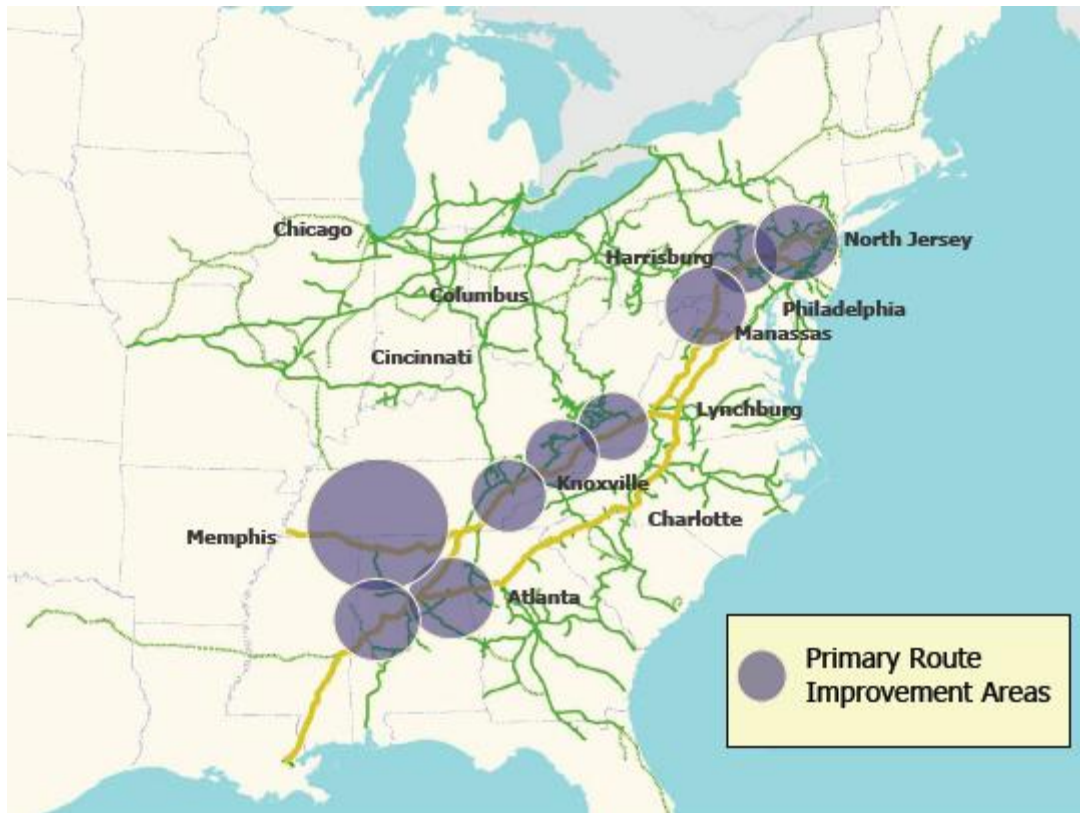 Chicago
North Jersey
Harrisburg
Columbus
Philadelphia
Manassas
Cincinnati
Lynchburg
Knoxville
Charlotte
Memphis
Atlanta
Primary Route
Improvement Areas